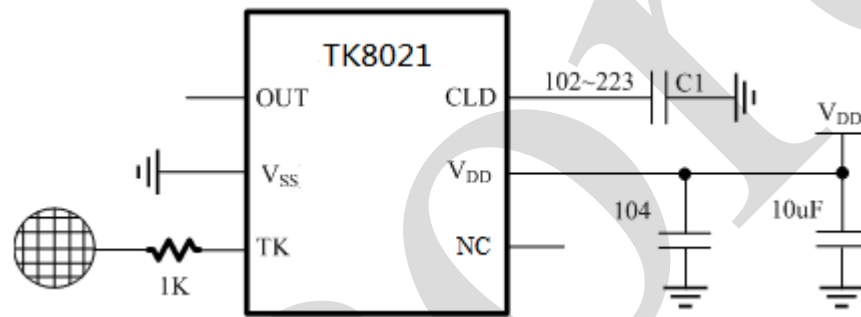 TK8021
OUT
CLD
102~223
C1
VDD
VSS
VDD
104
10uF
TK
NC
1K